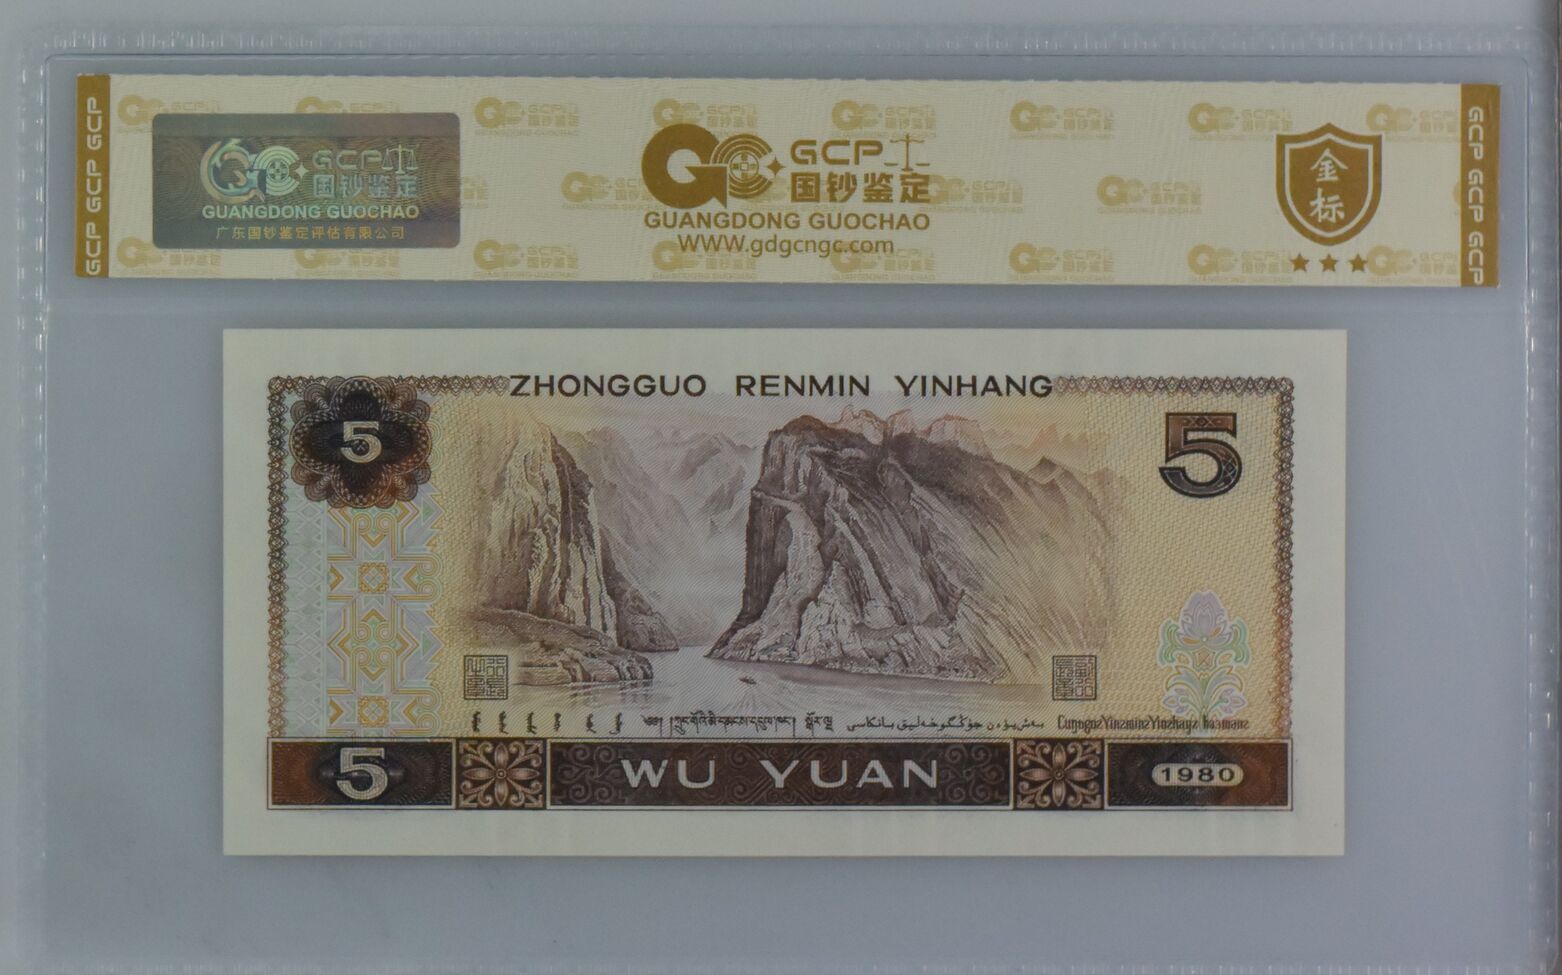 GCP GCP GCP
GCP
国钞鉴定
GUANGDONG GUOCHAO
广东国钞鉴定评估有限公司
GCP
国钞鉴定
GUANGDONG GUOCHAO
WWW.gdgcngc.com
金标
GCP GCP GCP
ZHONGGUO RENMIN YINHANG
5
5
5
WU YUAN
1980